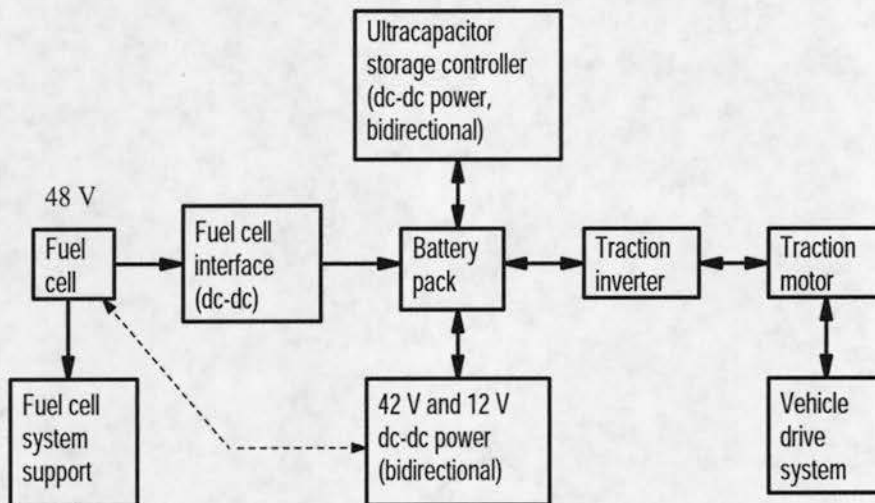 Ultracapacitor
storage controller
(dc-dc power,
bidirectional)
48 V
Fuel
cell
Fuel cell
interface
(dc-dc)
Battery
pack
Traction
inverter
Traction
motor
Fuel cell
system
support
42 V and 12 V
dc-dc power
(bidirectional)
Vehicle
drive
system